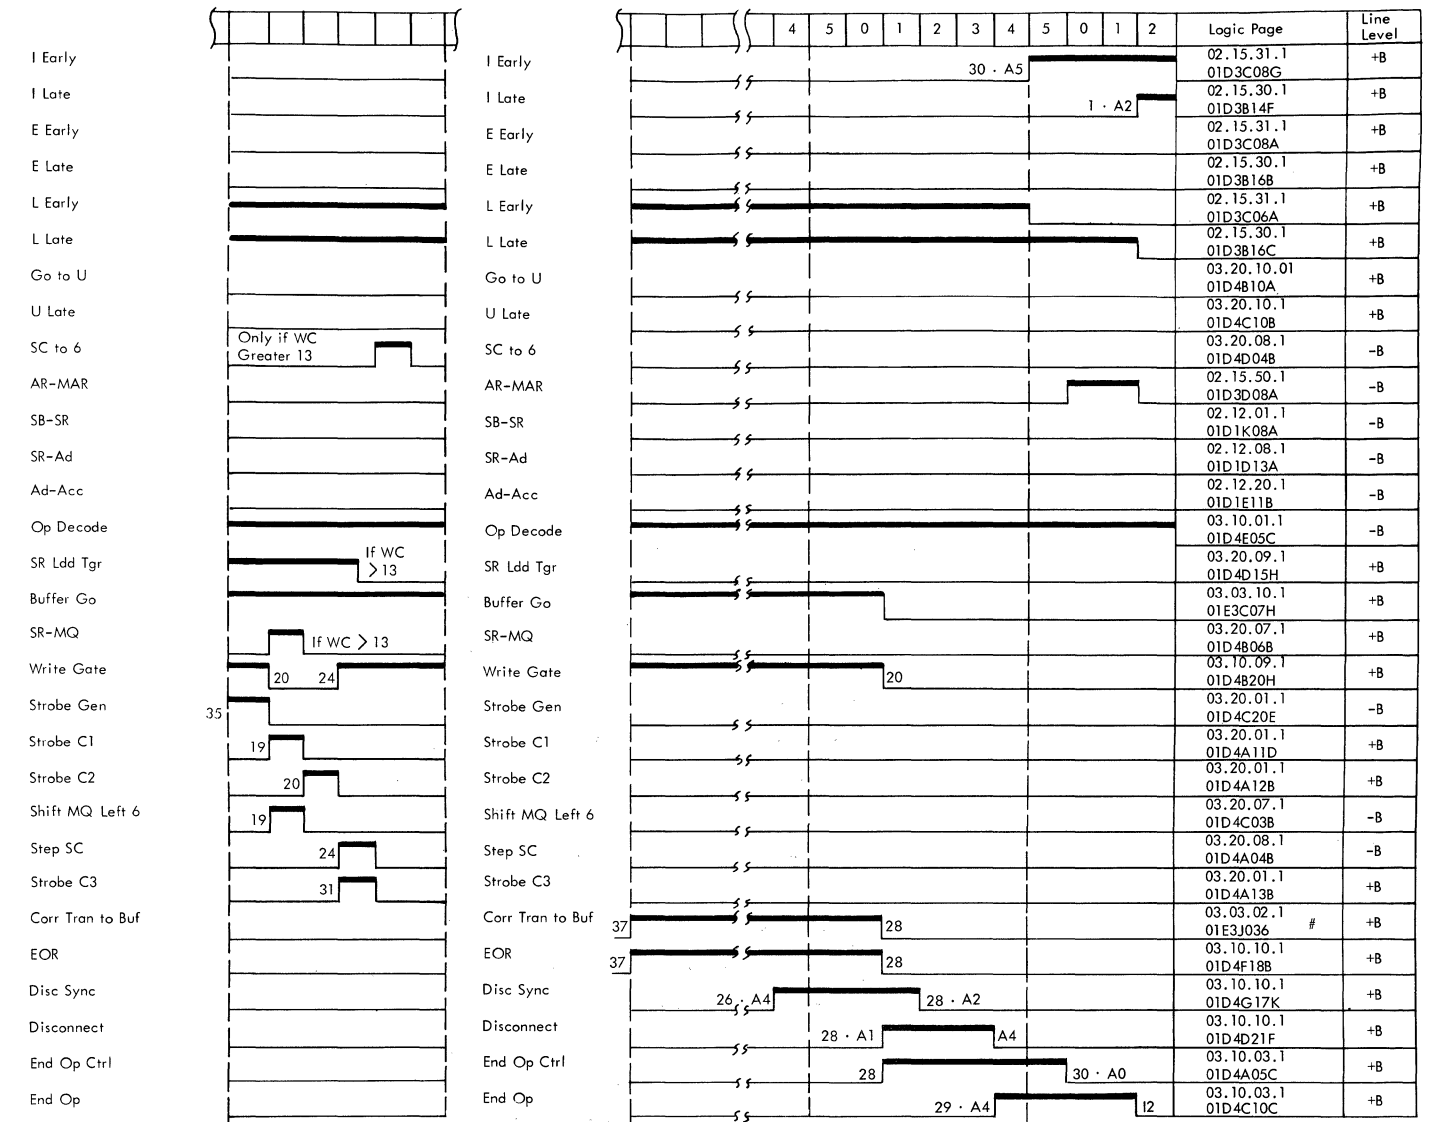 4 5 0 1 2 3 4 5 0 1 2 Logic Page Line Level
I Early I Early 30 · A5 02.15.31.1 01D3C08G +B
I Late I Late 1 · A2 02.15.30.1 01D3B14F +B
E Early E Early 02.15.31.1 01D3C08A +B
E Late E Late 02.15.30.1 01D3B16B +B
L Early L Early 02.15.31.1 01D3C06A +B
L Late L Late 02.15.30.1 01D3B16C +B
Go to U Go to U 03.20.10.01 01D4B10A +B
U Late U Late 03.20.10.1 01D4C10B +B
SC to 6 Only if WC Greater 13 SC to 6 03.20.08.1 01D4D04B -B
AR-MAR AR-MAR 02.15.50.1 01D3D08A -B
SB-SR SB-SR 02.12.01.1 01D1K08A -B
SR-Ad SR-Ad 02.12.08.1 01D1D13A -B
Ad-Acc Ad-Acc 02.12.20.1 01D1E11B -B
Op Decode Op Decode 03.10.01.1 01D4E05C -B
SR Ldd Tgr If WC > 13 SR Ldd Tgr 03.20.09.1 01D4D15H +B
Buffer Go Buffer Go 03.03.10.1 01E3C07H +B
SR-MQ If WC > 13 SR-MQ 03.20.07.1 01D4B06B +B
Write Gate 20 24 Write Gate 20 03.10.09.1 01D4B20H +B
Strobe Gen 35 Strobe Gen 03.20.01.1 01D4C20E -B
Strobe C1 19 Strobe C1 03.20.01.1 01D4A11D +B
Strobe C2 20 Strobe C2 03.20.01.1 01D4A12B +B
Shift MQ Left 6 19 Shift MQ Left 6 03.20.07.1 01D4C03B -B
Step SC 24 Step SC 03.20.08.1 01D4A04B -B
Strobe C3 31 Strobe C3 03.20.01.1 01D4A13B +B
Corr Tran to Buf Corr Tran to Buf 37 28 03.03.02.1 01E3J036 # +B
EOR EOR 37 28 03.10.10.1 01D4F18B +B
Disc Sync Disc Sync 26 · A4 28 · A2 03.10.10.1 01D4G17K +B
Disconnect Disconnect 28 · A1 A4 03.10.10.1 01D4D21F +B
End Op Ctrl End Op Ctrl 28 30 · A0 03.10.03.1 01D4A05C +B
End Op End Op 29 · A4 I2 03.10.03.1 01D4C10C +B